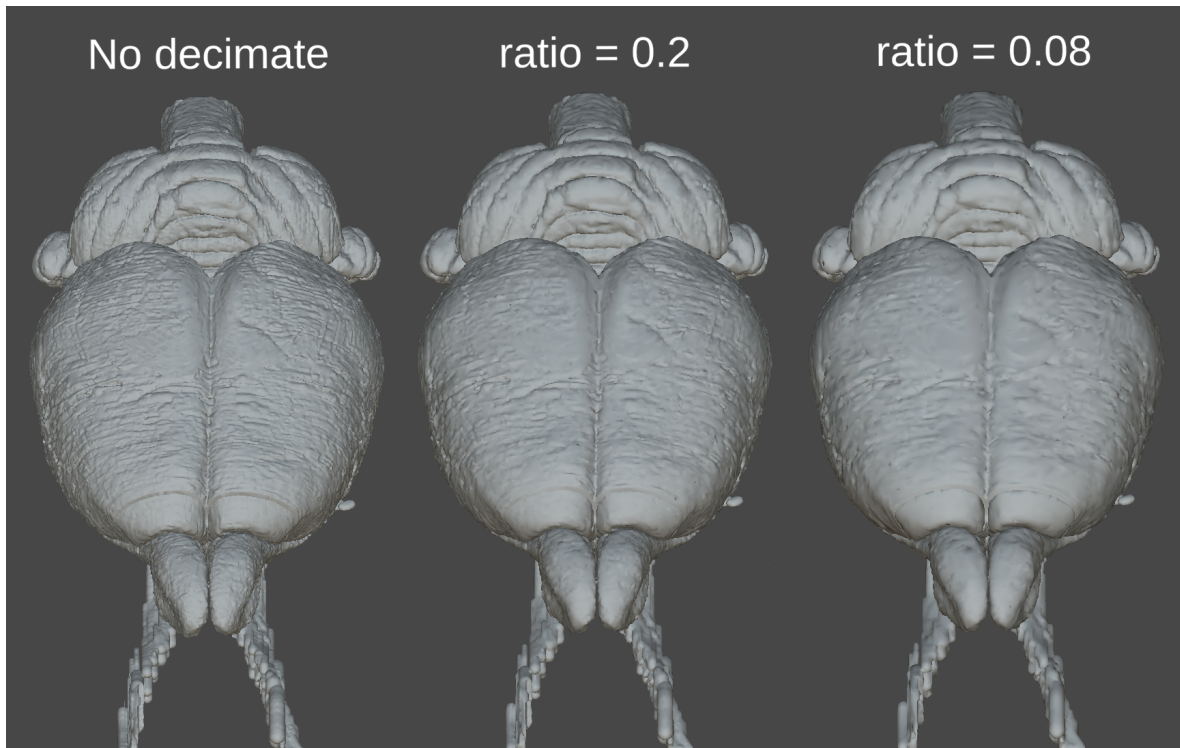 No decimate
ratio = 0.2
ratio = 0.08